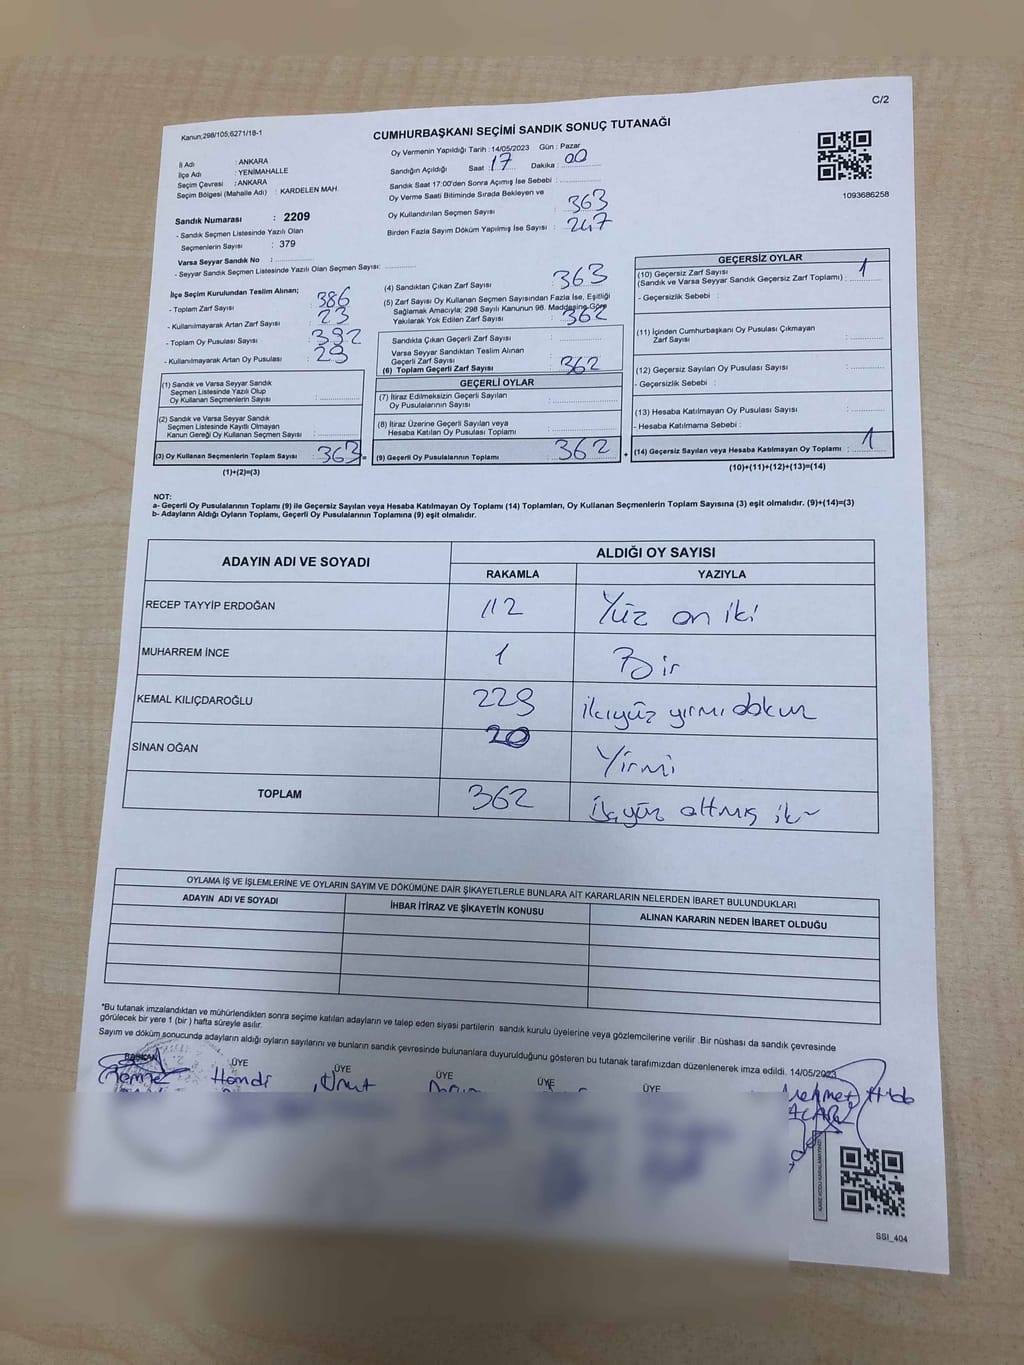 C/2
Kanun;298/105;6271/18-1
CUMHURBAŞKANI SEÇİMİ SANDIK SONUÇ TUTANAĞI
İl Adı : ANKARA
İlçe Adı : YENİMAHALLE
Seçim Çevresi : ANKARA
Seçim Bölgesi (Mahalle Adı) : KARDELEN MAH.
Sandık Numarası : 2209
- Sandık Seçmen Listesinde Yazılı Olan
Seçmenlerin Sayısı : 379
Varsa Seyyar Sandık No :
- Seyyar Sandık Seçmen Listesinde Yazılı Olan Seçmen Sayısı:
Oy Vermenin Yapıldığı Tarih : 14/05/2023 Gün : Pazar
Sandığın Açıldığı Saat : 17 Dakika : 00
Sandık Saat 17:00'den Sonra Açımış İse Sebebi :
Oy Verme Saati Bitiminde Sırada Bekleyen ve
Oy Kullandırılan Seçmen Sayısı : 363
Birden Fazla Sayım Döküm Yapılmış İse Sayısı : 247
1093686258
İlçe Seçim Kurulundan Teslim Alınan;
- Toplam Zarf Sayısı : 386
- Kullanılmayarak Artan Zarf Sayısı : 23
- Toplam Oy Pusulası Sayısı : 392
- Kullanılmayarak Artan Oy Pusulası : 29
(1) Sandık ve Varsa Seyyar Sandık
Seçmen Listesinde Yazılı Olup
Oy Kullanan Seçmenlerin Sayısı :
(2) Sandık ve Varsa Seyyar Sandık
Seçmen Listesinde Kayıtlı Olmayan
Kanun Gereği Oy Kullanan Seçmen Sayısı :
(3) Oy Kullanan Seçmenlerin Toplam Sayısı : 363 =
(1)+(2)=(3)
(4) Sandıktan Çıkan Zarf Sayısı : 363
(5) Zarf Sayısı Oy Kullanan Seçmen Sayısından Fazla İse, Eşitliği
Sağlamak Amacıyla; 298 Sayılı Kanunun 98. Maddesine Göre
Yakılarak Yok Edilen Zarf Sayısı : 362
Sandıkta Çıkan Geçerli Zarf Sayısı :
Varsa Seyyar Sandıktan Teslim Alınan
Geçerli Zarf Sayısı :
(6) Toplam Geçerli Zarf Sayısı : 362
GEÇERLİ OYLAR
(7) İtiraz Edilmeksizin Geçerli Sayılan
Oy Pusulalarının Sayısı :
(8) İtiraz Üzerine Geçerli Sayılan veya
Hesaba Katılan Oy Pusulası Toplamı :
(9) Geçerli Oy Pusulalarının Toplamı : 362 +
GEÇERSİZ OYLAR
(10) Geçersiz Zarf Sayısı
(Sandık ve Varsa Seyyar Sandık Geçersiz Zarf Toplamı) : 1
- Geçersizlik Sebebi :
(11) İçinden Cumhurbaşkanı Oy Pusulası Çıkmayan
Zarf Sayısı :
(12) Geçersiz Sayılan Oy Pusulası Sayısı :
- Geçersizlik Sebebi :
(13) Hesaba Katılmayan Oy Pusulası Sayısı :
- Hesaba Katılmama Sebebi :
(14) Geçersiz Sayılan veya Hesaba Katılmayan Oy Toplamı : 1
(10)+(11)+(12)+(13)=(14)
NOT:
a- Geçerli Oy Pusulalarının Toplamı (9) ile Geçersiz Sayılan veya Hesaba Katılmayan Oy Toplamı (14) Toplamları, Oy Kullanan Seçmenlerin Toplam Sayısına (3) eşit olmalıdır. (9)+(14)=(3)
b- Adayların Aldığı Oyların Toplamı, Geçerli Oy Pusulalarının Toplamına (9) eşit olmalıdır.
ADAYIN ADI VE SOYADI
ALDIĞI OY SAYISI
RAKAMLA YAZIYLA
RECEP TAYYİP ERDOĞAN 112 Yüz on iki
MUHARREM İNCE 1 Bir
KEMAL KILIÇDAROĞLU 229 ikiyüz yirmi dokuz
SİNAN OĞAN 20 Yirmi
TOPLAM 362 üçyüz altmış iki
OYLAMA İŞ VE İŞLEMLERİNE VE OYLARIN SAYIM VE DÖKÜMÜNE DAİR ŞİKAYETLERLE BUNLARA AİT KARARLARIN NELERDEN İBARET BULUNDUKLARI
ADAYIN ADI VE SOYADI İHBAR İTİRAZ VE ŞİKAYETİN KONUSU ALINAN KARARIN NEDEN İBARET OLDUĞU
*Bu tutanak imzalandıktan ve mühürlendikten sonra seçime katılan adayların ve talep eden siyasi partilerin sandık kurulu üyelerine veya gözlemcilerine verilir .Bir nüshası da sandık çevresinde
görülecek bir yere 1 (bir ) hafta süreyle asılır.
Sayım ve döküm sonucunda adayların aldığı oyların sayılarını ve bunların sandık çevresinde bulunanlara duyurulduğunu gösteren bu tutanak tarafımızdan düzenlenerek imza edildi. 14/05/2023
BAŞKAN ÜYE ÜYE ÜYE ÜYE ÜYE
Hamdi Umut Mehmet
KARE KODU KARALAMAYINIZ
SSI_404